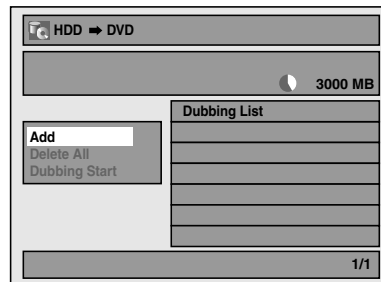 HDD ➡ DVD
3000 MB
Dubbing List
Add
Delete All
Dubbing Start
1/1